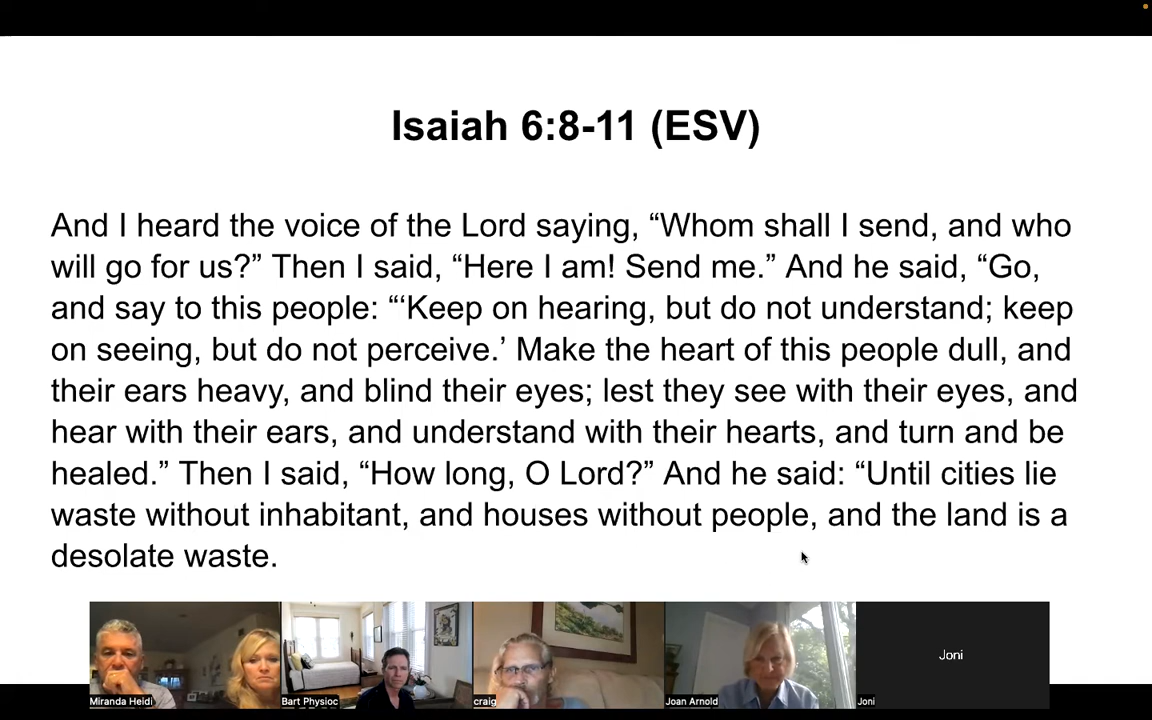 Isaiah 6:8-11 (ESV)
And I heard the voice of the Lord saying, “Whom shall I send, and who
will go for us?” Then I said, “Here I am! Send me.” And he said, “Go,
and say to this people: “‘Keep on hearing, but do not understand; keep
on seeing, but do not perceive.’ Make the heart of this people dull, and
their ears heavy, and blind their eyes; lest they see with their eyes, and
hear with their ears, and understand with their hearts, and turn and be
healed.” Then I said, “How long, O Lord?” And he said: “Until cities lie
waste without inhabitant, and houses without people, and the land is a
desolate waste.
Miranda Heidi
Bart Physioc
craig
Joan Arnold
Joni
Joni